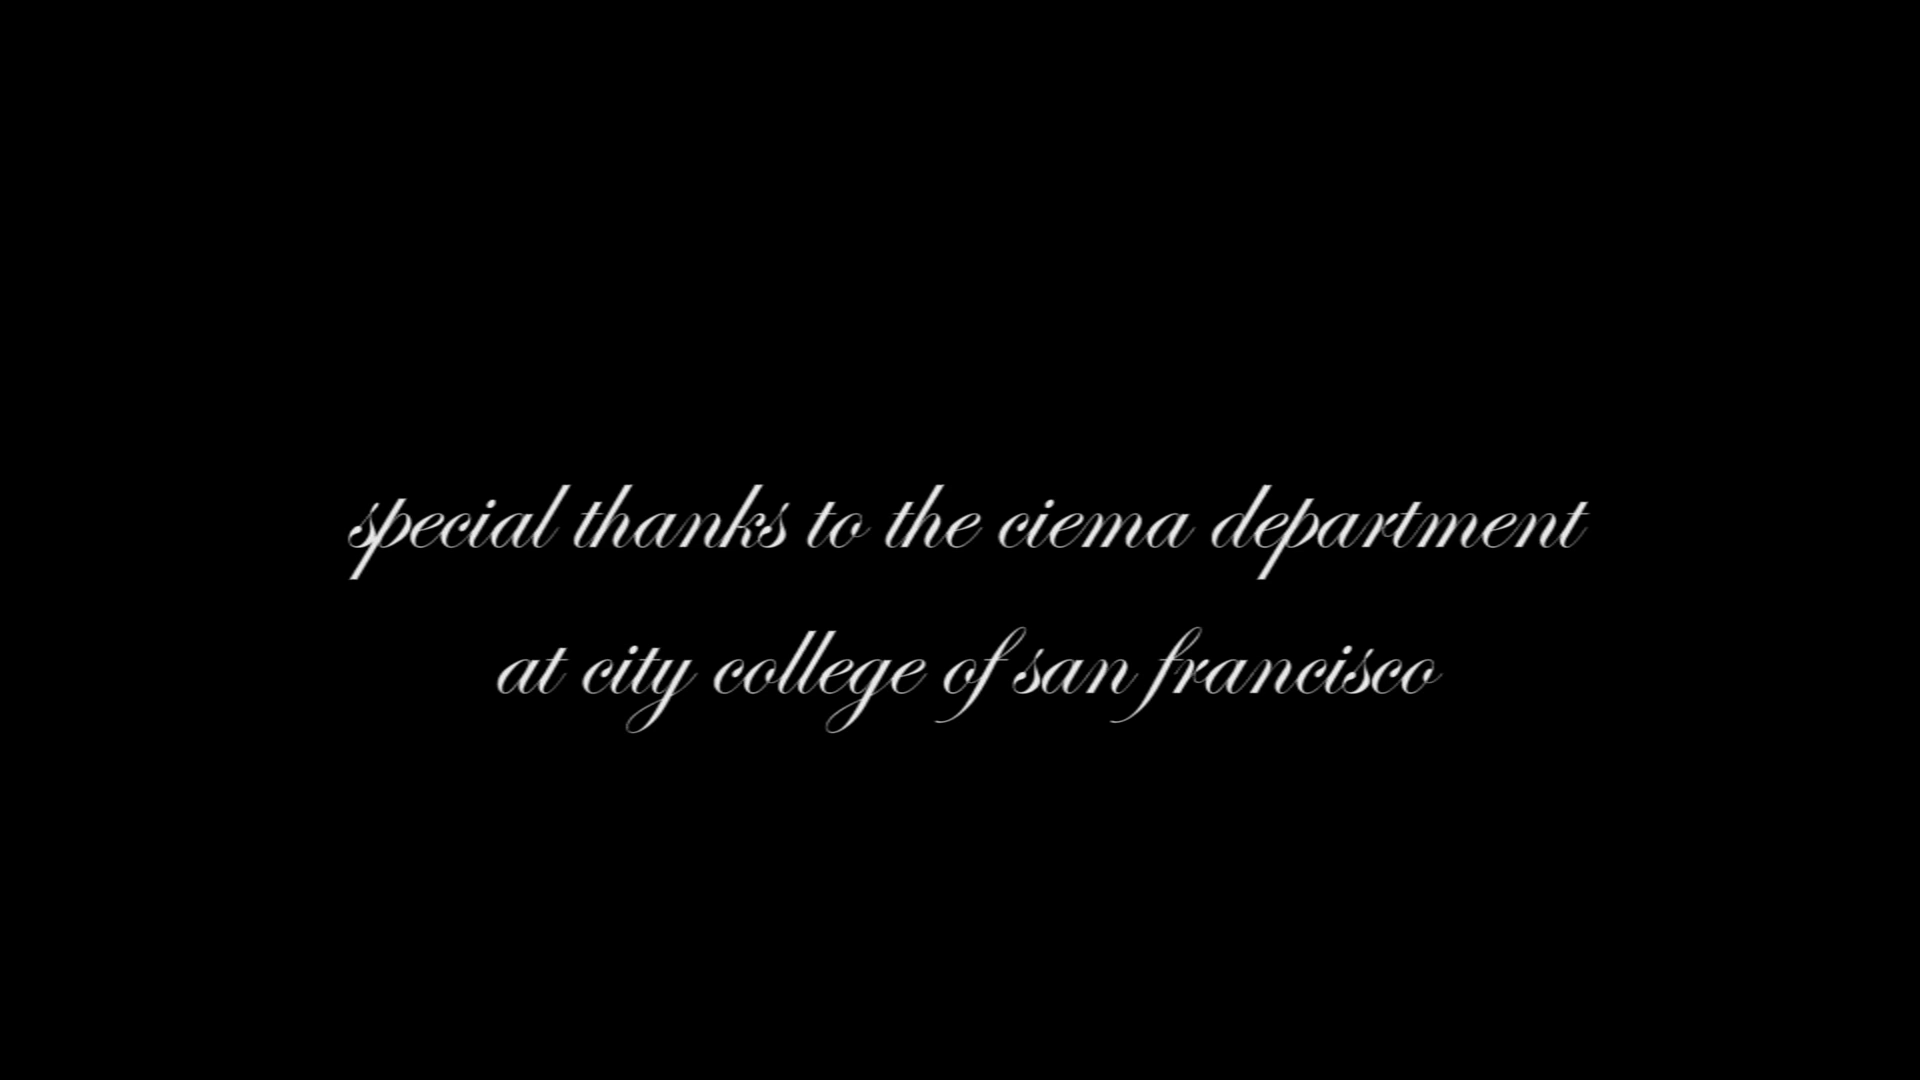 special thanks to the ciema department
at city college of san francisco